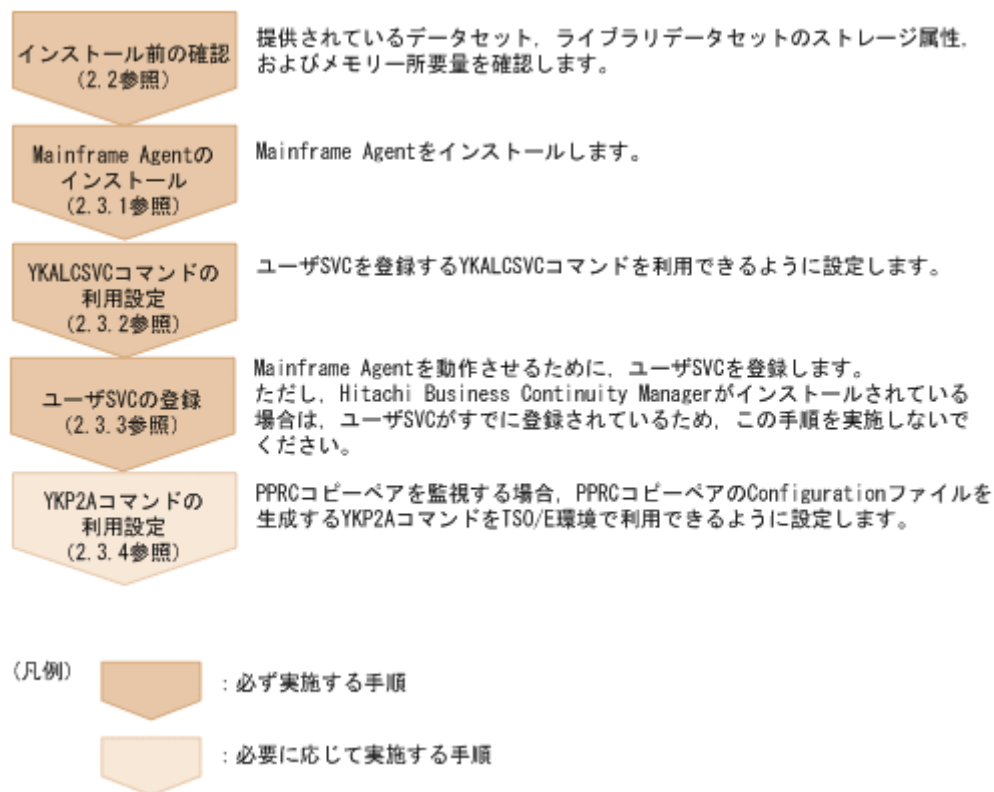 インストール前の確認
(2.2参照)
提供されているデータセット，ライブラリデータセットのストレージ属性，
およびメモリー所要量を確認します。
Mainframe Agentの
インストール
(2.3.1参照)
Mainframe Agentをインストールします。
YKALCSVCコマンドの
利用設定
(2.3.2参照)
ユーザSVCを登録するYKALCSVCコマンドを利用できるように設定します。
ユーザSVCの登録
(2.3.3参照)
Mainframe Agentを動作させるために，ユーザSVCを登録します。
ただし，Hitachi Business Continuity Managerがインストールされている
場合は，ユーザSVCがすでに登録されているため，この手順を実施しないで
ください。
YKP2Aコマンドの
利用設定
(2.3.4参照)
PPRCコピーペアを監視する場合，PPRCコピーペアのConfigurationファイルを
生成するYKP2AコマンドをTSO/E環境で利用できるように設定します。
(凡例)
：必ず実施する手順
：必要に応じて実施する手順